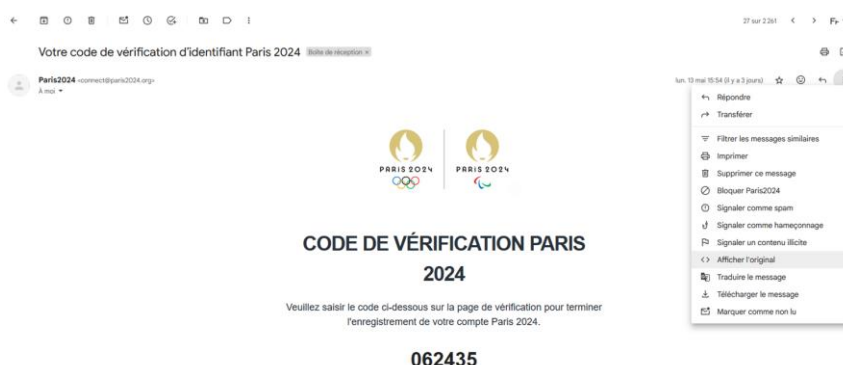 27 sur 2 261
Votre code de vérification d'identifiant Paris 2024 Boîte de réception ×
Paris2024 <connect@paris2024.org>
À moi
lun. 13 mai 15:54 (il y a 3 jours)
Répondre
Transférer
Filtrer les messages similaires
Imprimer
Supprimer ce message
Bloquer Paris2024
Signaler comme spam
Signaler comme hameçonnage
Signaler un contenu illicite
<> Afficher l'original
Traduire le message
Télécharger le message
Marquer comme non lu
PARIS 2024
PARIS 2024
CODE DE VÉRIFICATION PARIS
2024
Veuillez saisir le code ci-dessous sur la page de vérification pour terminer
l'enregistrement de votre compte Paris 2024.
062435